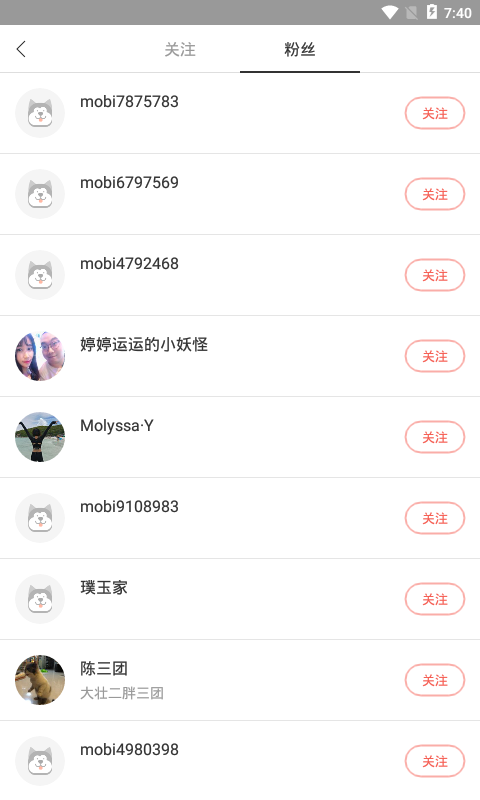 7:40
关注 粉丝
mobi7875783
关注
mobi6797569
关注
mobi4792468
关注
婷婷运运的小妖怪
关注
Molyssa·Y
关注
mobi9108983
关注
璞玉家
关注
陈三团
大壮二胖三团
关注
mobi4980398
关注